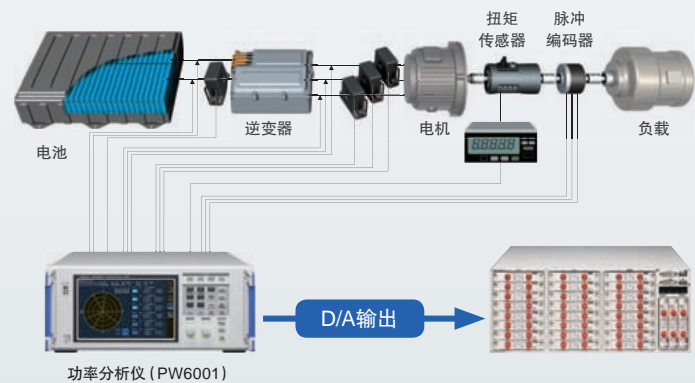 扭矩
传感器
脉冲
编码器
电池
逆变器
电机
负载
88888
D/A输出
功率分析仪(PW6001)